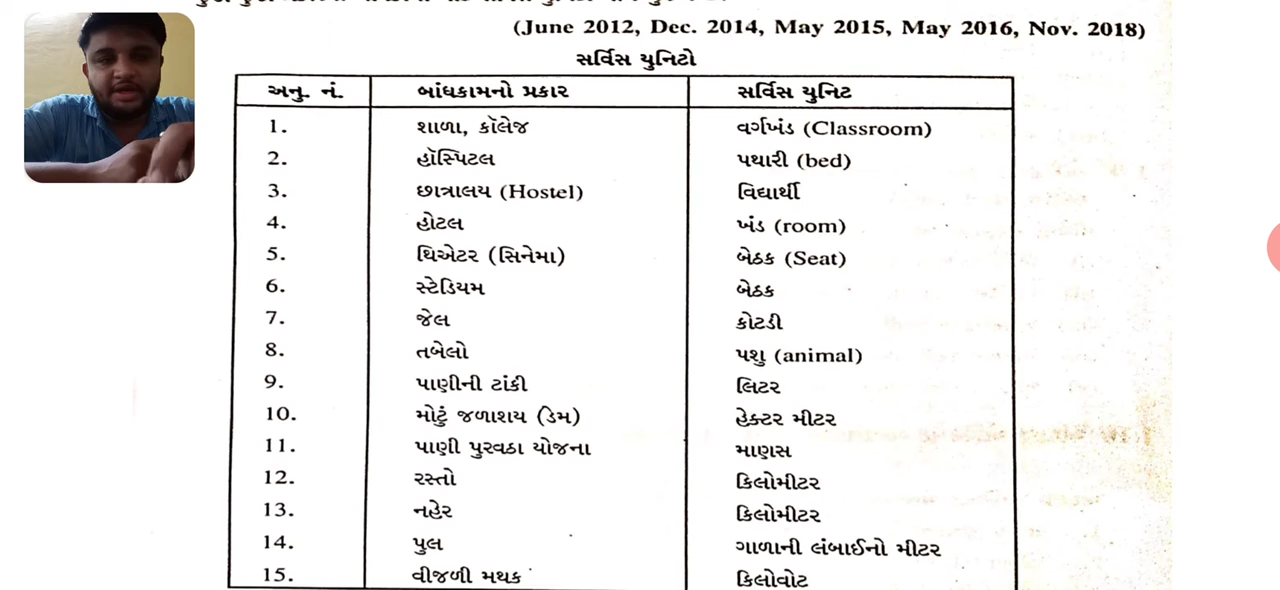 (June 2012, Dec. 2014, May 2015, May 2016, Nov. 2018)
સર્વિસ યુનિટો
અનુ. નં. બાંધકામનો પ્રકાર સર્વિસ યુનિટ
1. શાળા, કૉલેજ વર્ગખંડ (Classroom)
2. હૉસ્પિટલ પથારી (bed)
3. છાત્રાલય (Hostel) વિદ્યાર્થી
4. હોટલ ખંડ (room)
5. થિએટર (સિનેમા) બેઠક (Seat)
6. સ્ટેડિયમ બેઠક
7. જેલ કોટડી
8. તબેલો પશુ (animal)
9. પાણીની ટાંકી લિટર
10. મોટું જળાશય (ડેમ) હેક્ટર મીટર
11. પાણી પુરવઠા યોજના માણસ
12. રસ્તો કિલોમીટર
13. નહેર કિલોમીટર
14. પુલ ગાળાની લંબાઈનો મીટર
15. વીજળી મથક કિલોવોટ